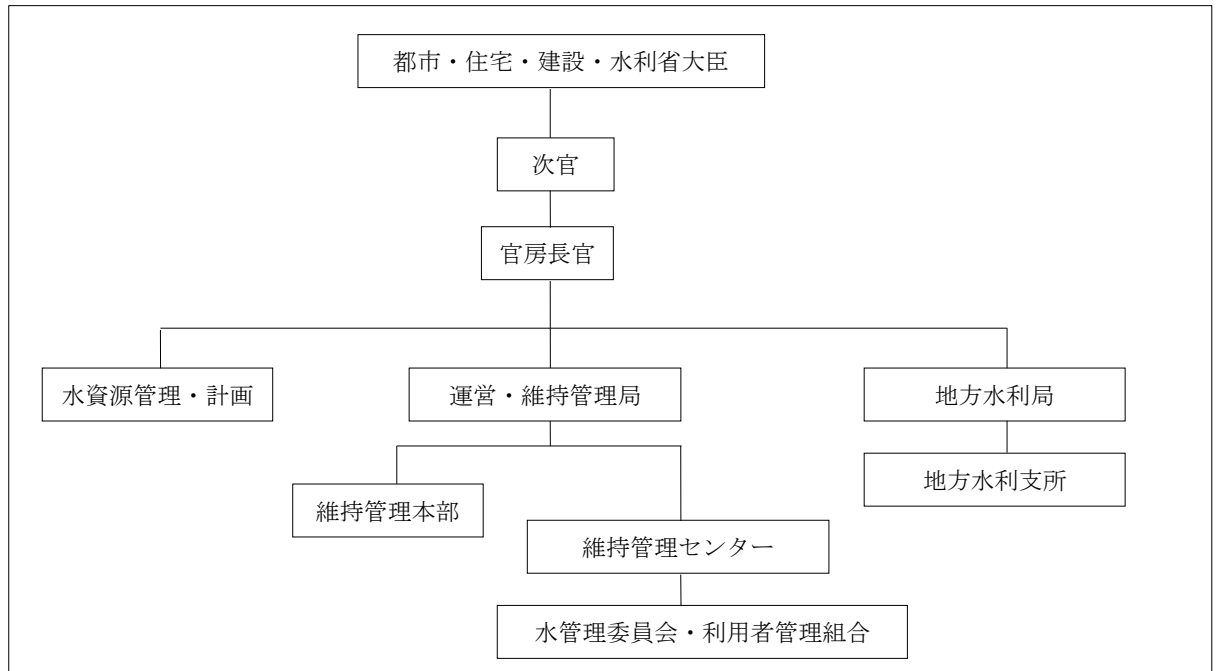 都市・住宅・建設・水利省大臣
次官
官房長官
水資源管理・計画
運営・維持管理局
地方水利局
維持管理本部
地方水利支所
維持管理センター
水管理委員会・利用者管理組合